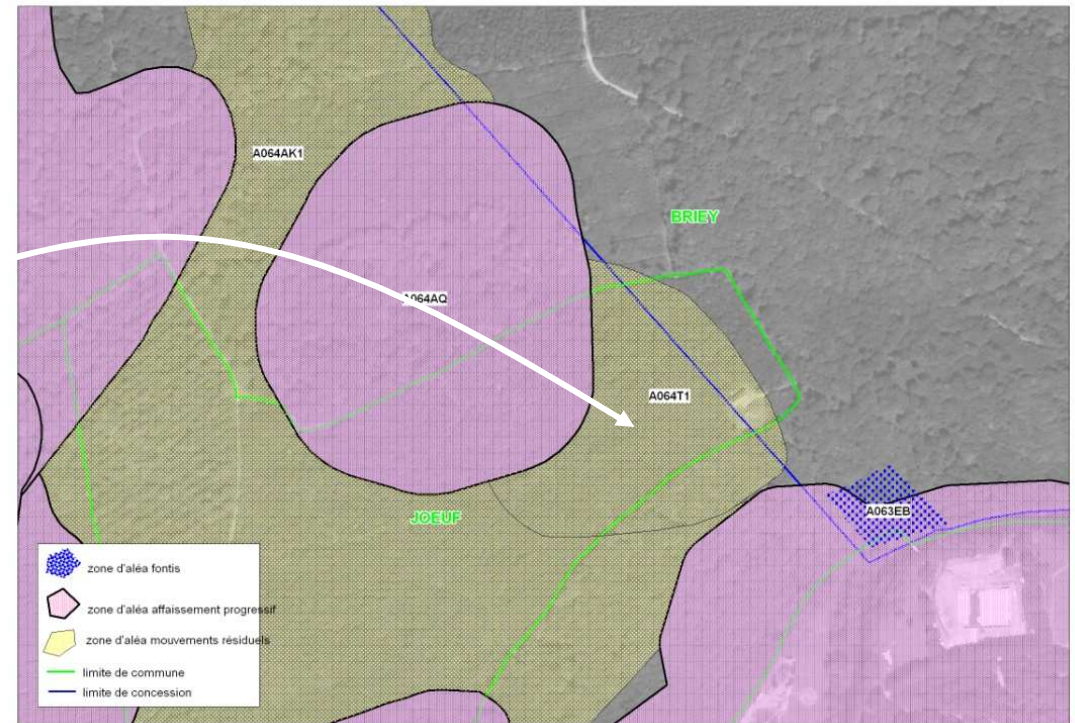 A064AK1
BRIEY
A064AQ
A064T1
A063EB
JOEUF
zone d'aléa fontis
zone d'aléa affaissement progressif
zone d'aléa mouvements résiduels
limite de commune
limite de concession